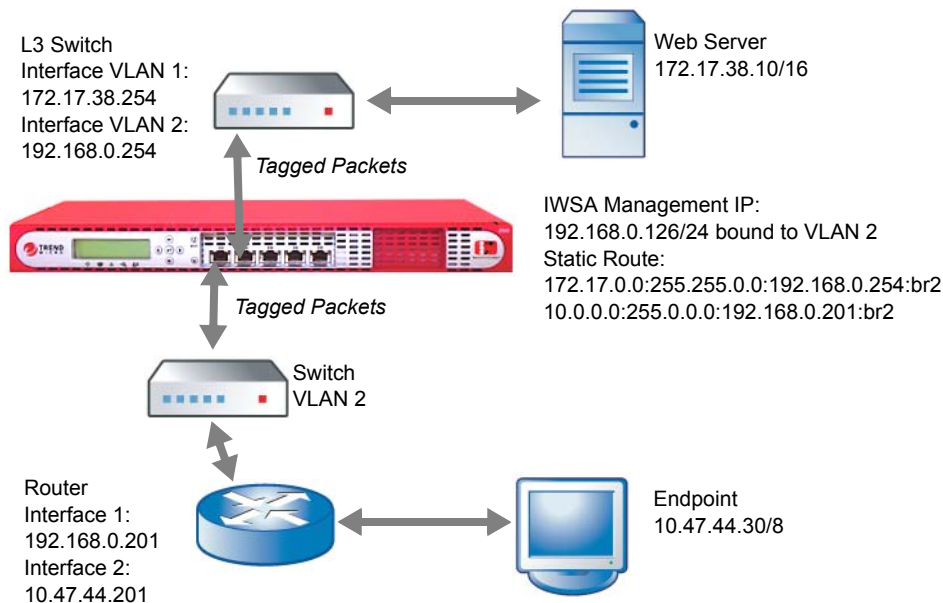 L3 Switch
Interface VLAN 1:
172.17.38.254
Interface VLAN 2:
192.168.0.254
Web Server
172.17.38.10/16
Tagged Packets
TREND
IWSA Management IP:
192.168.0.126/24 bound to VLAN 2
Static Route:
172.17.0.0:255.255.0.0:192.168.0.254:br2
10.0.0.0:255.0.0.0:192.168.0.201:br2
Tagged Packets
Switch
VLAN 2
Router
Interface 1:
192.168.0.201
Interface 2:
10.47.44.201
Endpoint
10.47.44.30/8